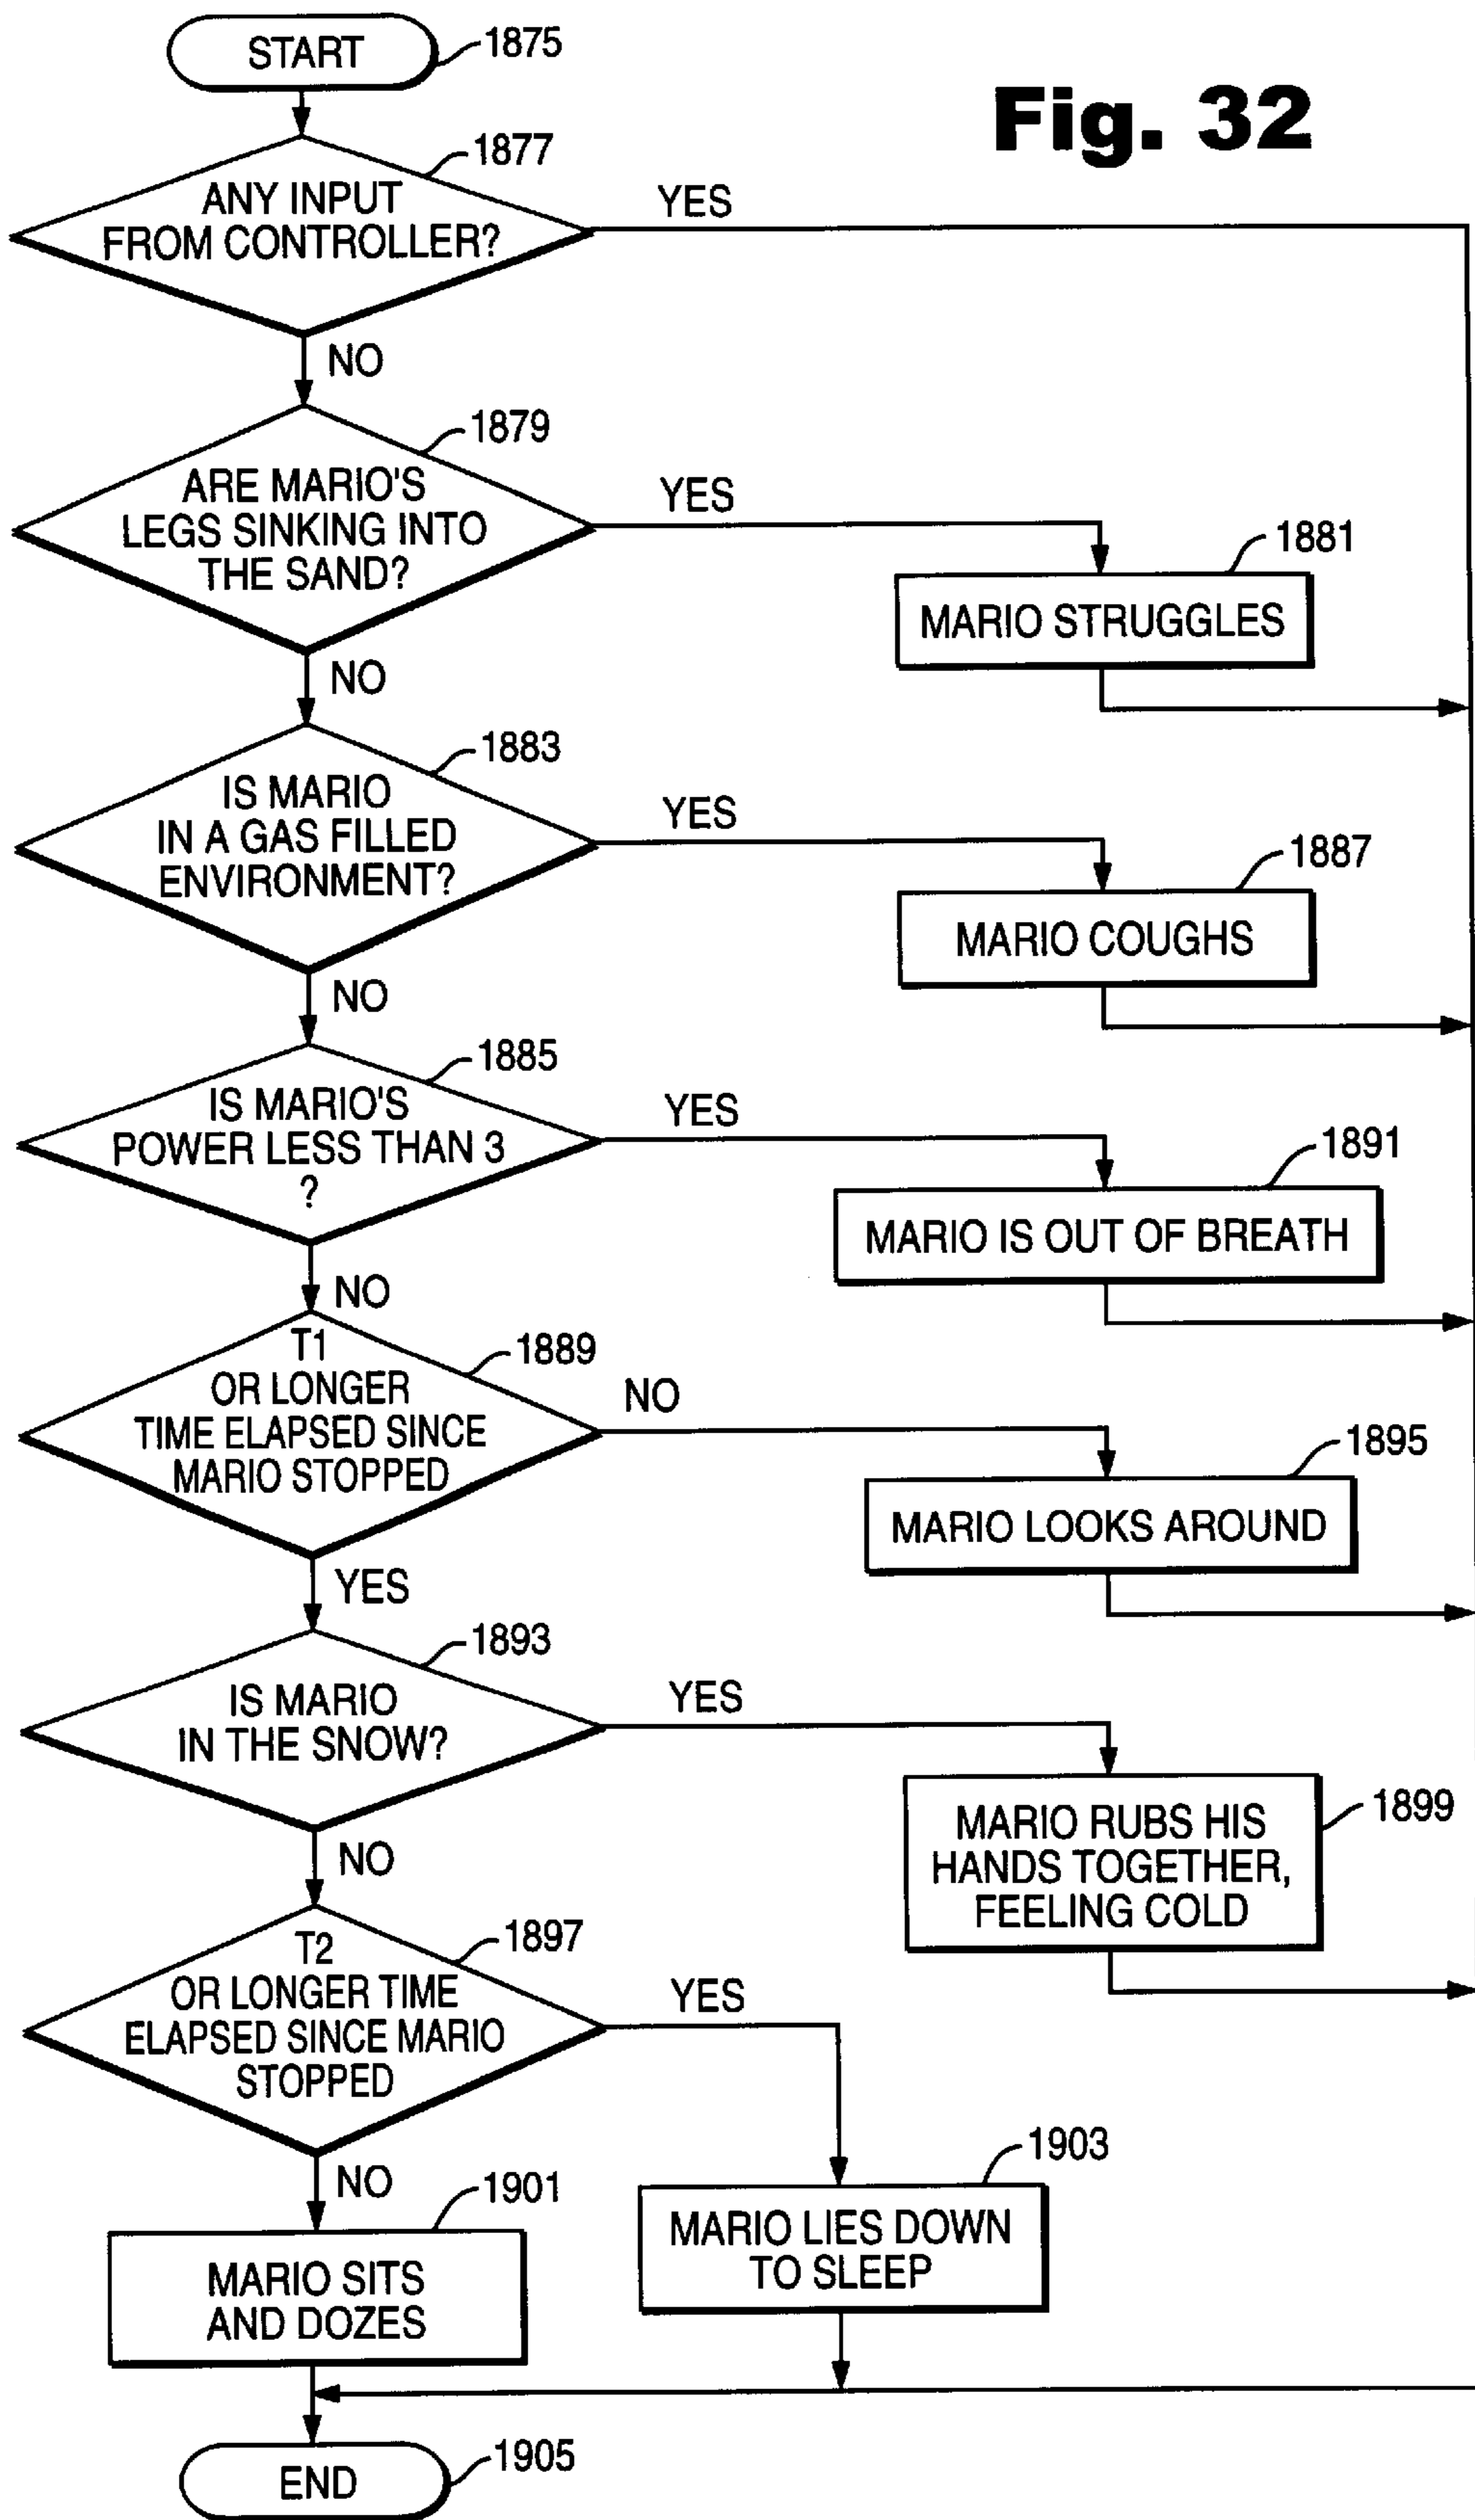 START
1875
Fig. 32
1877
ANY INPUT
FROM CONTROLLER?
YES
NO
1879
ARE MARIO'S
LEGS SINKING INTO
THE SAND?
YES
1881
MARIO STRUGGLES
NO
1883
IS MARIO
IN A GAS FILLED
ENVIRONMENT?
YES
1887
MARIO COUGHS
NO
1885
IS MARIO'S
POWER LESS THAN 3
?
YES
1891
MARIO IS OUT OF BREATH
NO
T1
OR LONGER
TIME ELAPSED SINCE
MARIO STOPPED
1889
NO
1895
MARIO LOOKS AROUND
YES
1893
IS MARIO
IN THE SNOW?
YES
1899
MARIO RUBS HIS
HANDS TOGETHER,
FEELING COLD
NO
1897
T2
OR LONGER TIME
ELAPSED SINCE MARIO
STOPPED
YES
1903
MARIO LIES DOWN
TO SLEEP
NO
1901
MARIO SITS
AND DOZES
END
1905